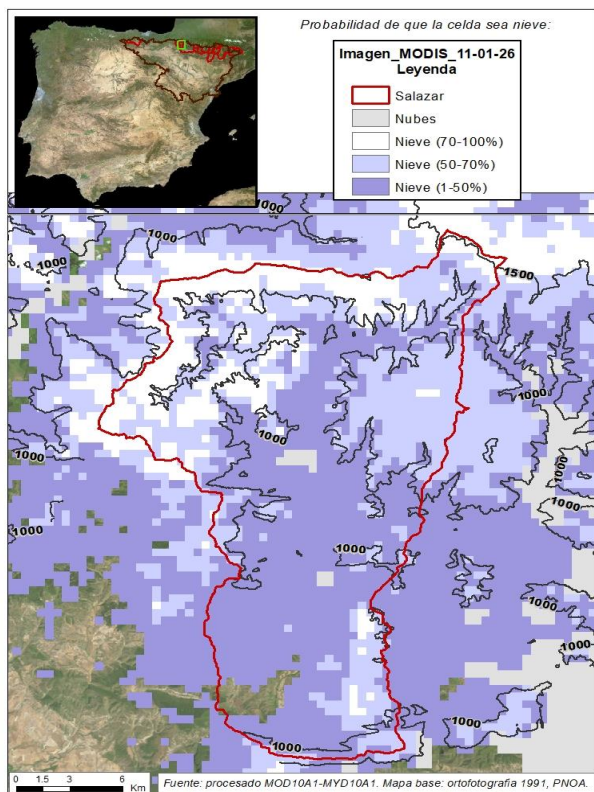 Probabilidad de que la celda sea nieve:
Imagen_MODIS_11-01-26
Leyenda
Salazar
Nubes
Nieve (70-100%)
Nieve (50-70%)
Nieve (1-50%)
1000
1000
1000
1500
1000
1000
1000
1000
1000
1000
1000
1000
1000
1000
0 1.5 3 6
Km
Fuente: procesado MOD10A1-MYD10A1. Mapa base: ortofotografia 1991, PNOA.